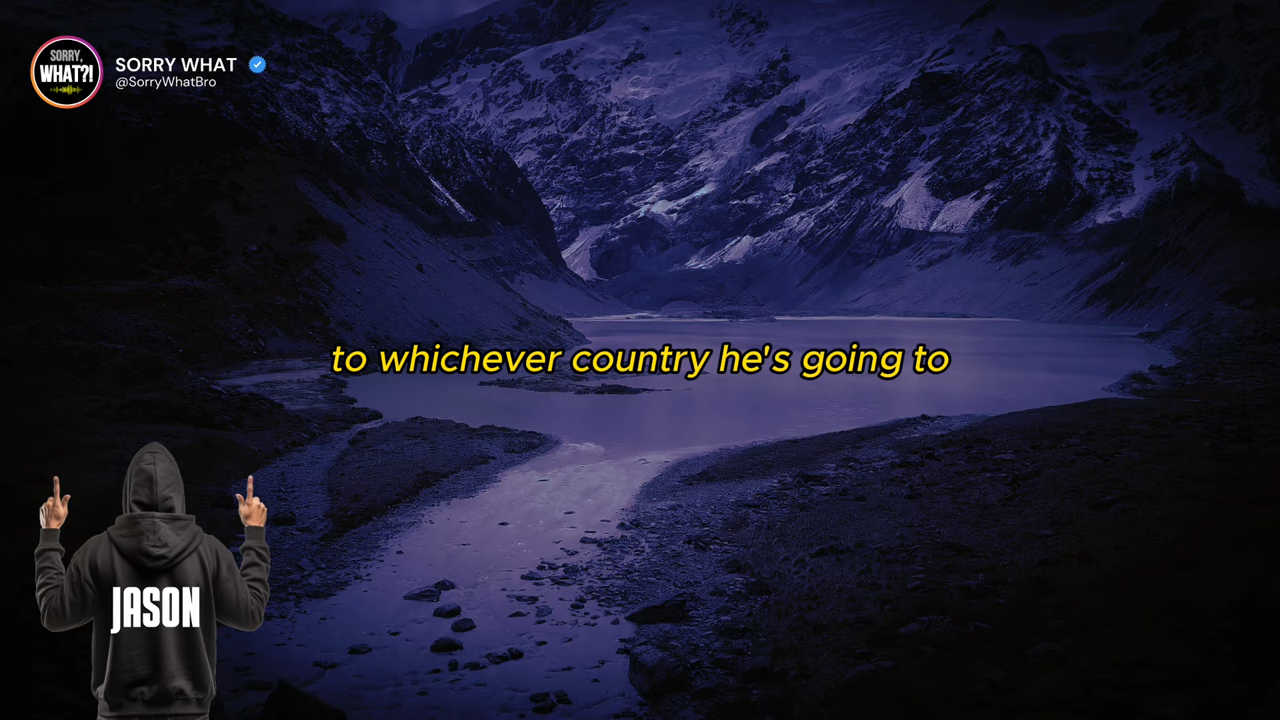 SORRY,
WHAT?!
SORRY WHAT
@SorryWhatBro
to whichever country he's going to
JASON